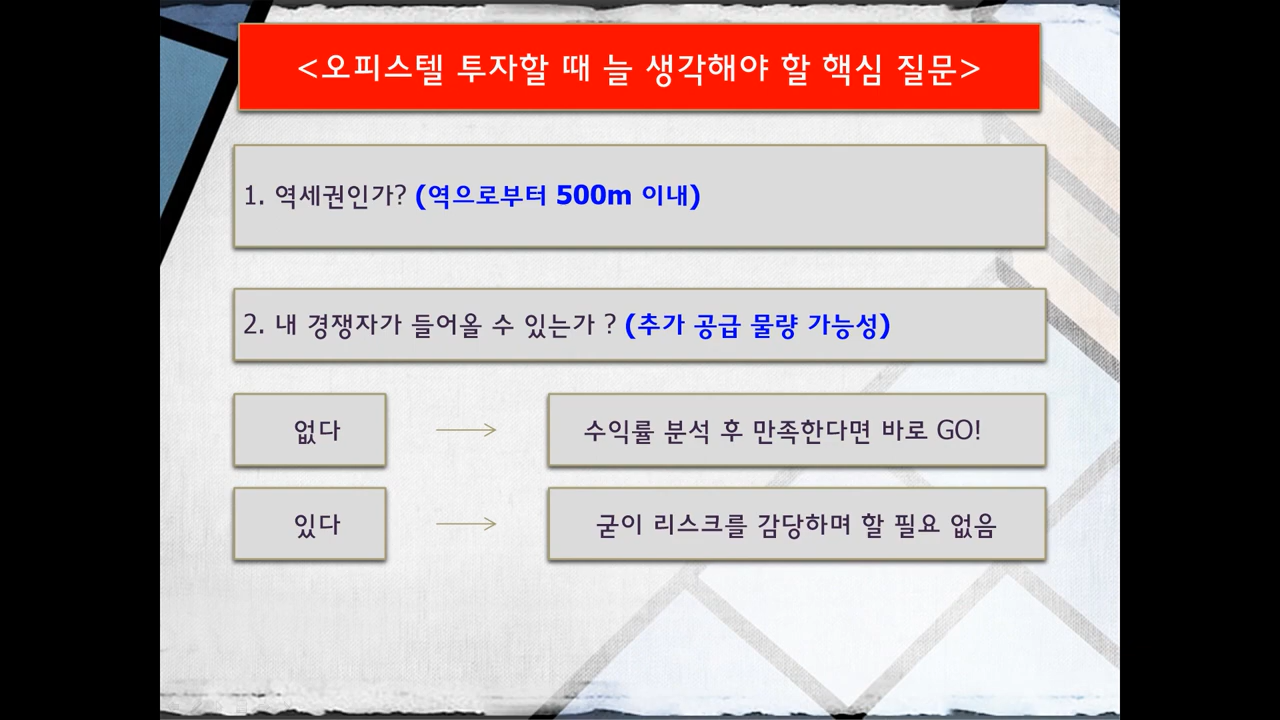 <오피스텔 투자할 때 늘 생각해야 할 핵심 질문>
1. 역세권인가? (역으로부터 500m 이내)
2. 내 경쟁자가 들어올 수 있는가 ? (추가 공급 물량 가능성)
없다 → 수익률 분석 후 만족한다면 바로 GO!
있다 → 굳이 리스크를 감당하며 할 필요 없음